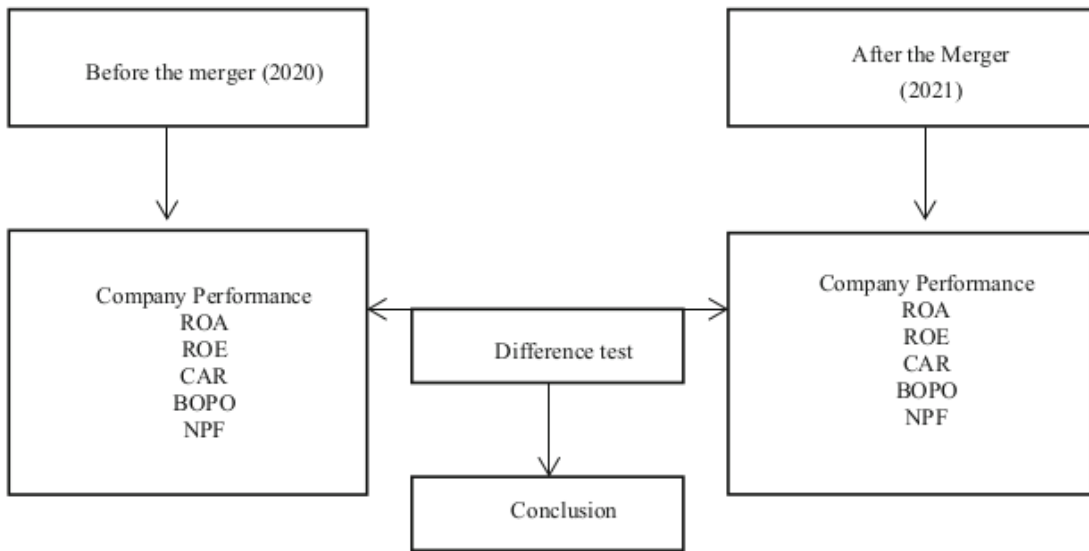 Before the merger (2020)
After the Merger
(2021)
Company Performance
ROA
ROE
CAR
BOPO
NPF
Company Performance
ROA
ROE
CAR
BOPO
NPF
Difference test
Conclusion